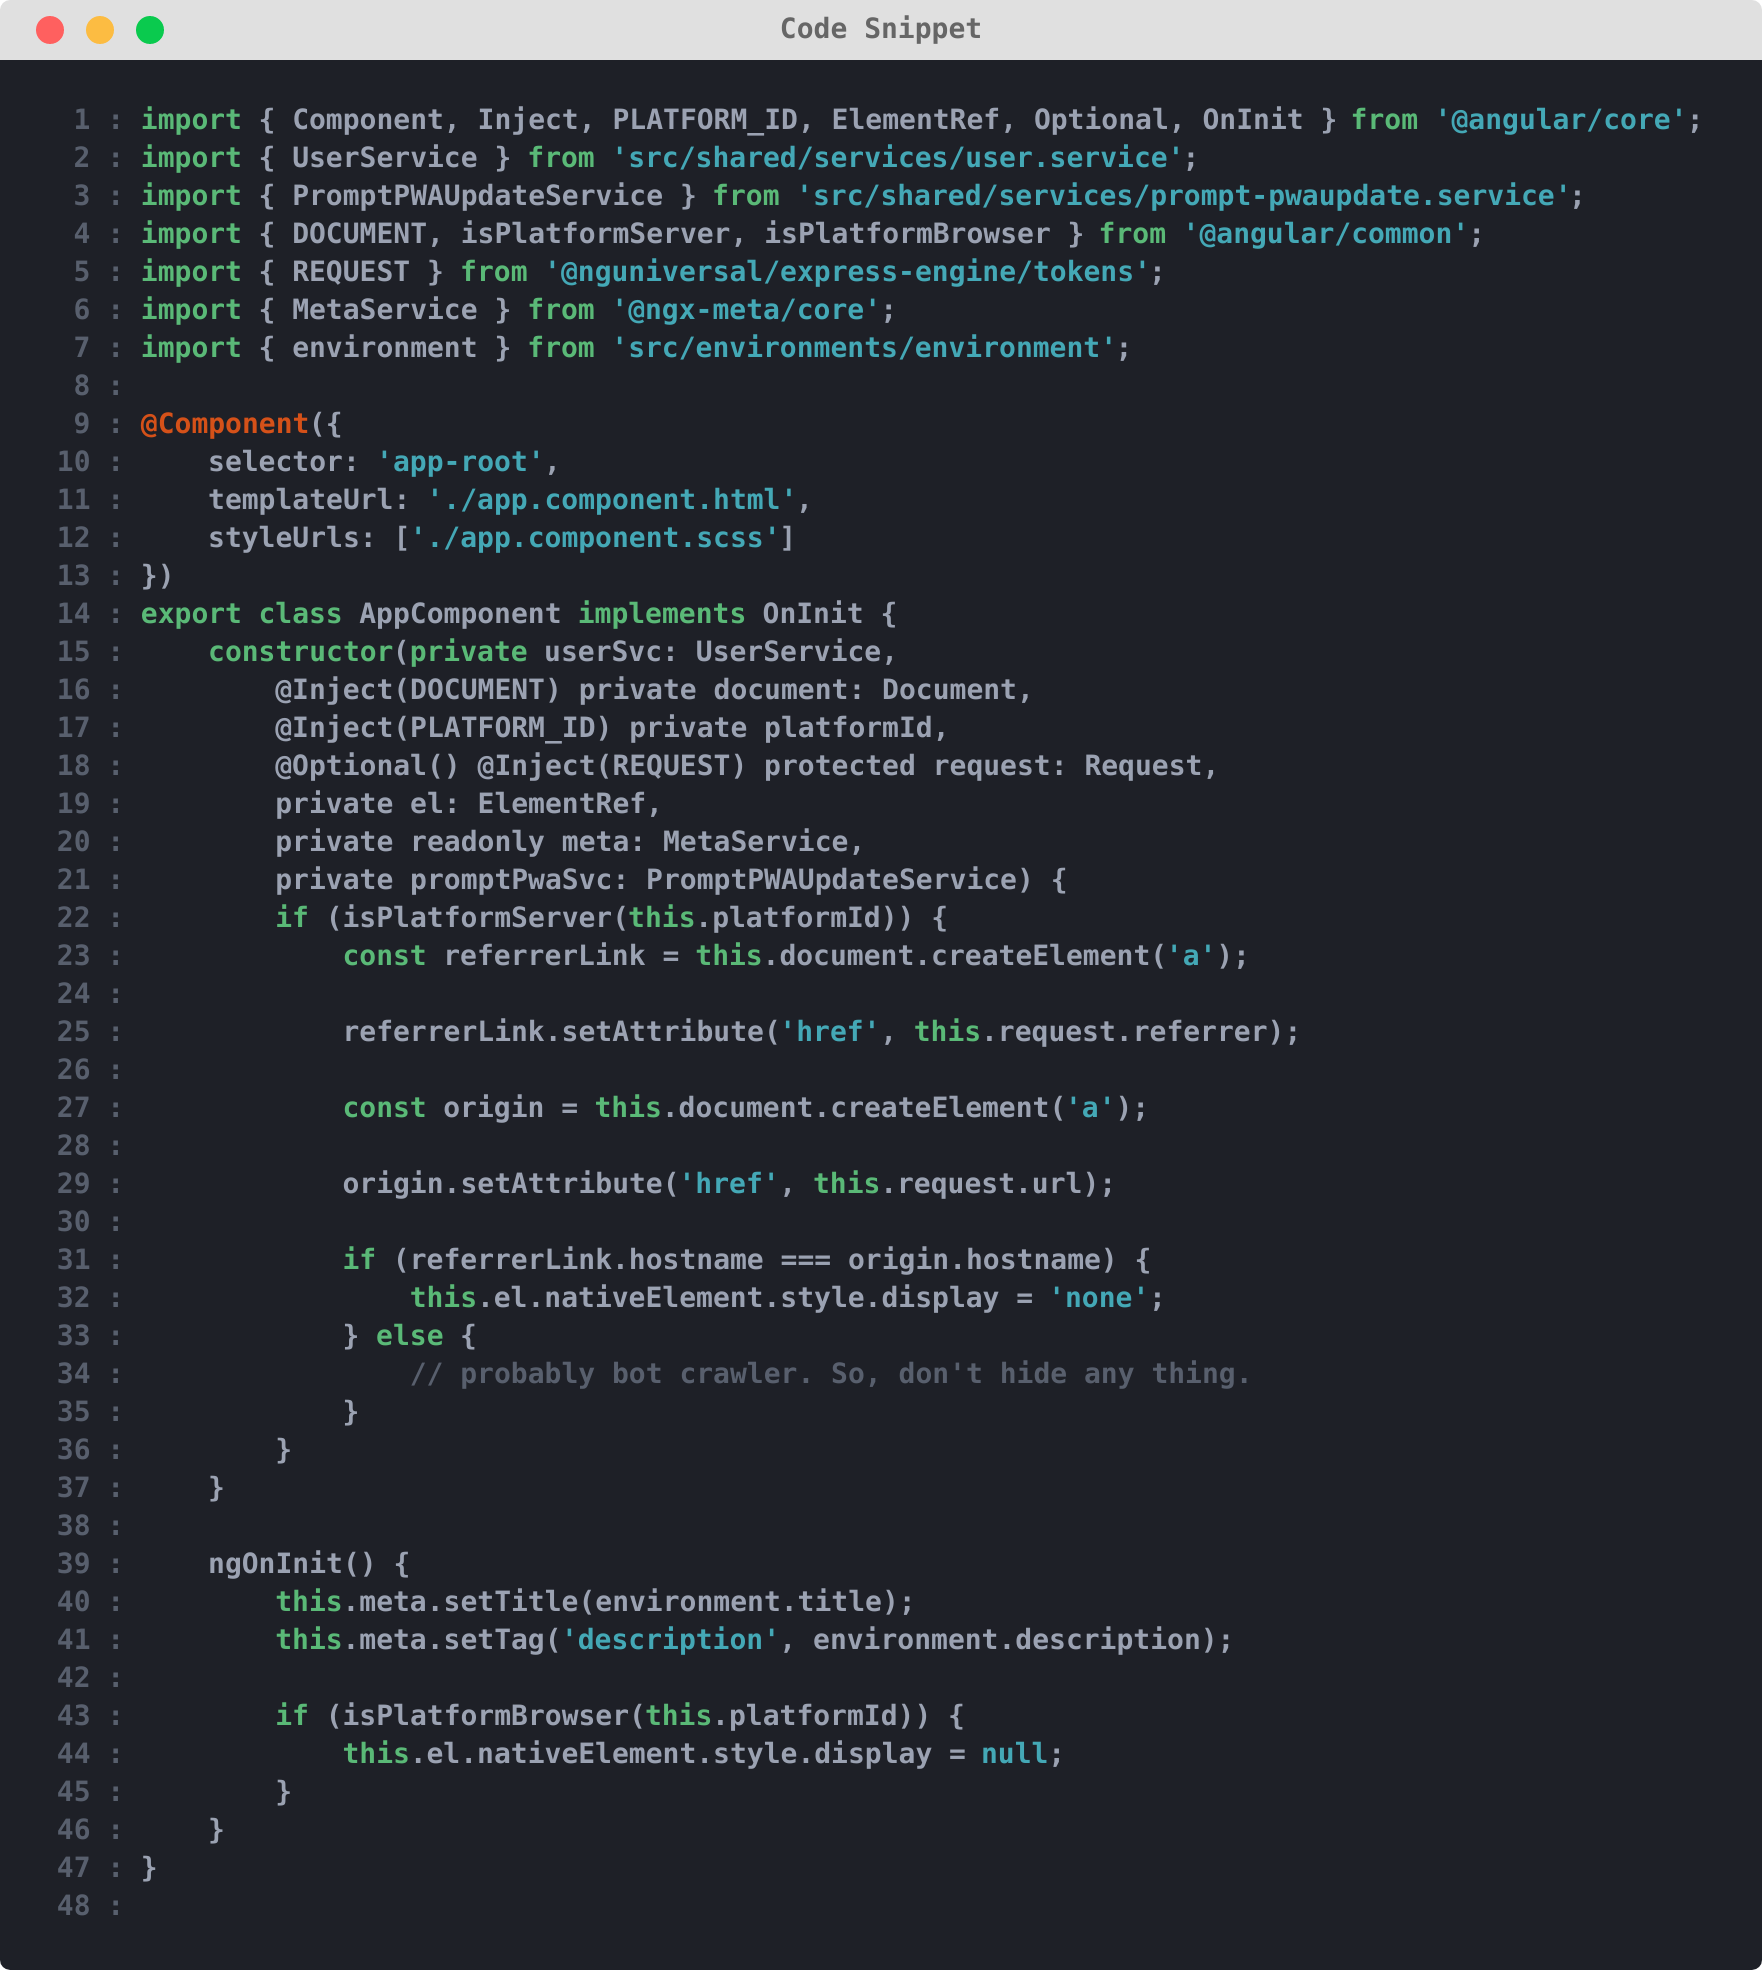 Code Snippet
1 : import { Component, Inject, PLATFORM_ID, ElementRef, Optional, OnInit } from '@angular/core';
2 : import { UserService } from 'src/shared/services/user.service';
3 : import { PromptPWAUpdateService } from 'src/shared/services/prompt-pwaupdate.service';
4 : import { DOCUMENT, isPlatformServer, isPlatformBrowser } from '@angular/common';
5 : import { REQUEST } from '@nguniversal/express-engine/tokens';
6 : import { MetaService } from '@ngx-meta/core';
7 : import { environment } from 'src/environments/environment';
8 :
9 : @Component({
10 :     selector: 'app-root',
11 :     templateUrl: './app.component.html',
12 :     styleUrls: ['./app.component.scss']
13 : })
14 : export class AppComponent implements OnInit {
15 :     constructor(private userSvc: UserService,
16 :         @Inject(DOCUMENT) private document: Document,
17 :         @Inject(PLATFORM_ID) private platformId,
18 :         @Optional() @Inject(REQUEST) protected request: Request,
19 :         private el: ElementRef,
20 :         private readonly meta: MetaService,
21 :         private promptPwaSvc: PromptPWAUpdateService) {
22 :         if (isPlatformServer(this.platformId)) {
23 :             const referrerLink = this.document.createElement('a');
24 :
25 :             referrerLink.setAttribute('href', this.request.referrer);
26 :
27 :             const origin = this.document.createElement('a');
28 :
29 :             origin.setAttribute('href', this.request.url);
30 :
31 :             if (referrerLink.hostname === origin.hostname) {
32 :                 this.el.nativeElement.style.display = 'none';
33 :             } else {
34 :                 // probably bot crawler. So, don't hide any thing.
35 :             }
36 :         }
37 :     }
38 :
39 :     ngOnInit() {
40 :         this.meta.setTitle(environment.title);
41 :         this.meta.setTag('description', environment.description);
42 :
43 :         if (isPlatformBrowser(this.platformId)) {
44 :             this.el.nativeElement.style.display = null;
45 :         }
46 :     }
47 : }
48 :